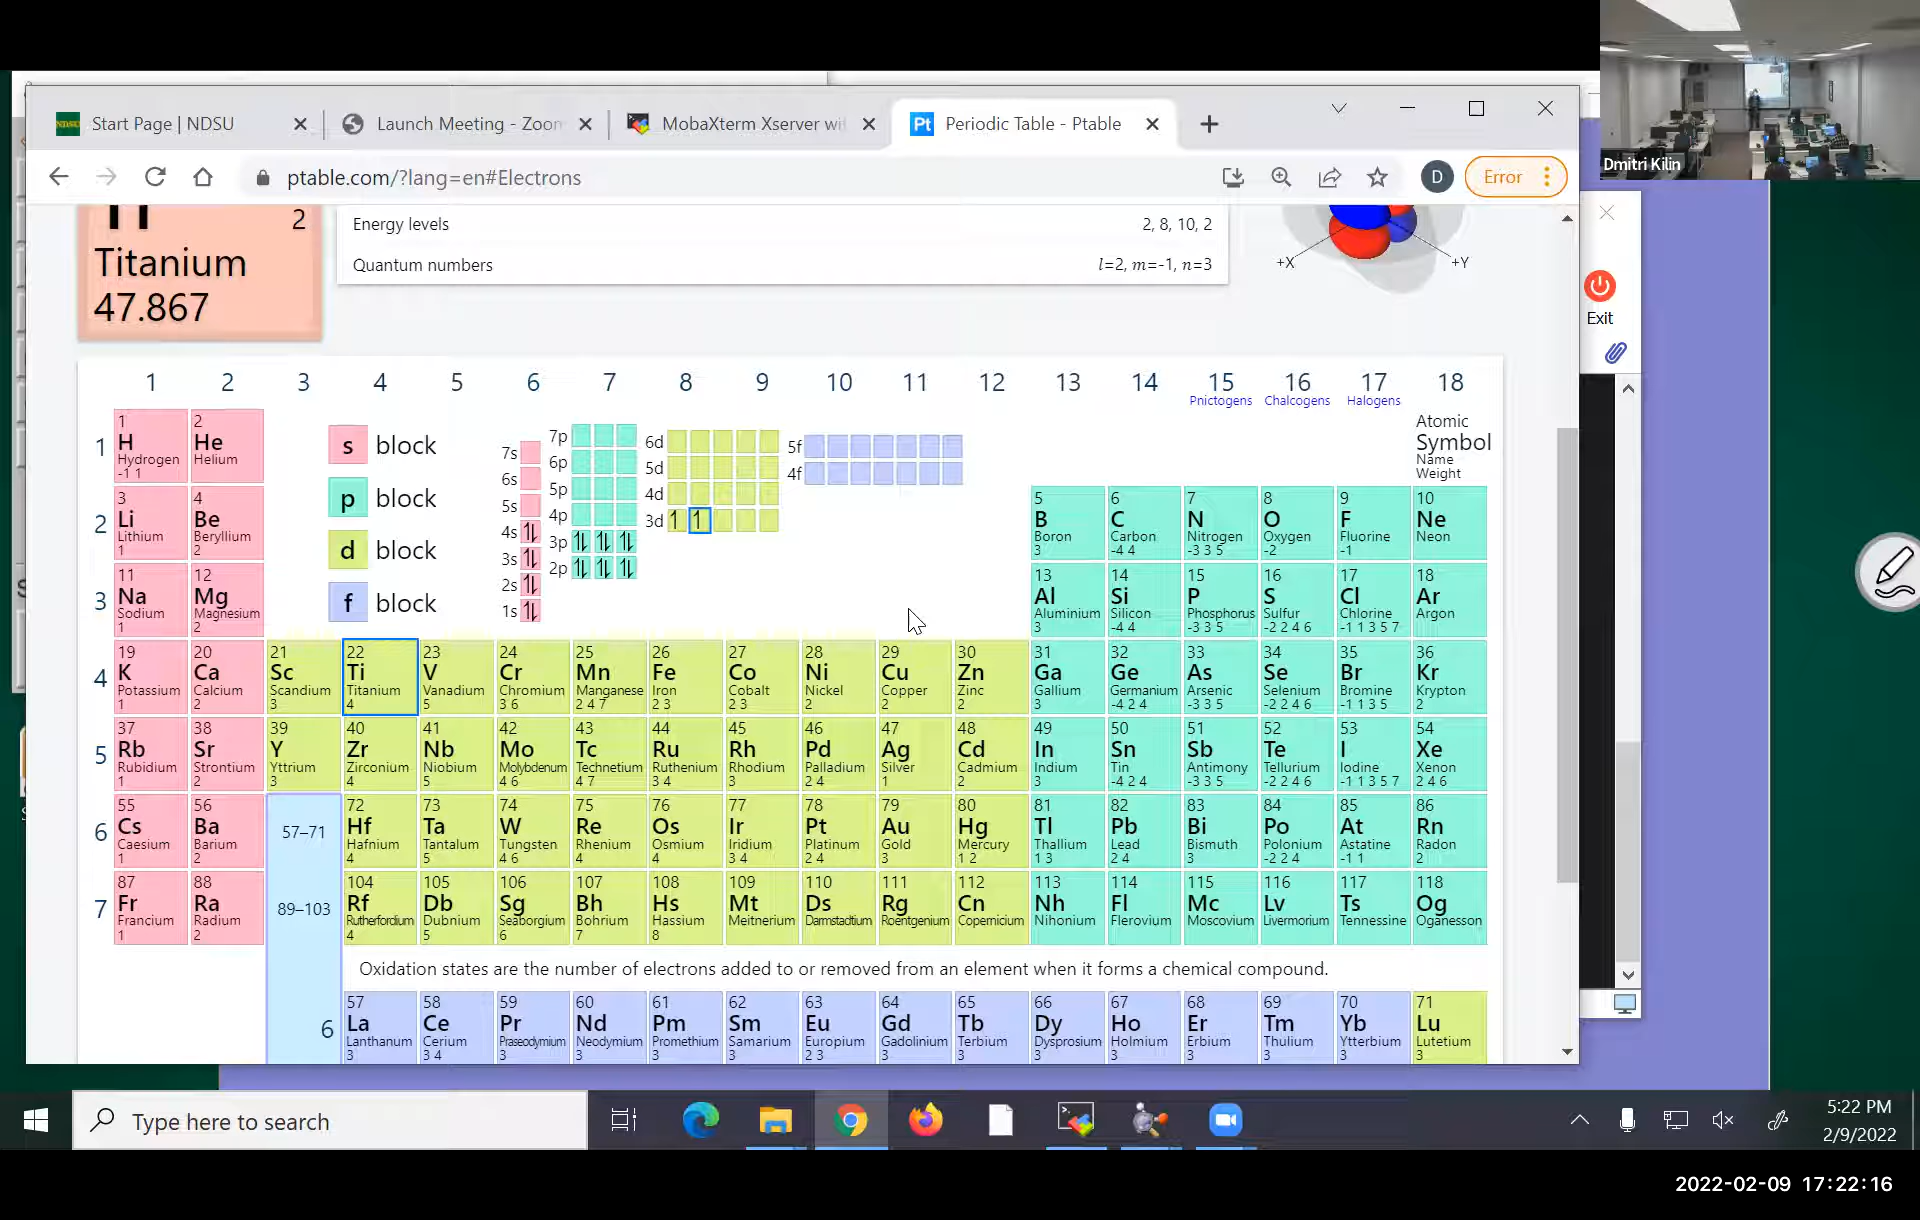 Dmitri Kilin
Start Page | NDSU
Launch Meeting - Zoom
MobaXterm Xserver wit
Pt Periodic Table - Ptable
ptable.com/?lang=en#Electrons
D
Error
Exit
Ti 2
Titanium
47.867
Energy levels 2, 8, 10, 2
Quantum numbers l=2, m=-1, n=3
+X +Y
1 2 3 4 5 6 7 8 9 10 11 12 13 14 15 16 17 18
Pnictogens Chalcogens Halogens
s block
p block
d block
f block
7s
6s
5s
4s
3s
2s
1s
7p
6p
5p
4p
3p
2p
6d
5d
4d
3d
5f
4f
Atomic
Symbol
Name
Weight
1
1 H Hydrogen -1 1
2 He Helium
2
3 Li Lithium 1
4 Be Beryllium 2
5 B Boron 3
6 C Carbon -4 4
7 N Nitrogen -3 3 5
8 O Oxygen -2
9 F Fluorine -1
10 Ne Neon
3
11 Na Sodium 1
12 Mg Magnesium 2
13 Al Aluminium 3
14 Si Silicon -4 4
15 P Phosphorus -3 3 5
16 S Sulfur -2 2 4 6
17 Cl Chlorine -1 1 3 5 7
18 Ar Argon
4
19 K Potassium 1
20 Ca Calcium 2
21 Sc Scandium 3
22 Ti Titanium 4
23 V Vanadium 5
24 Cr Chromium 3 6
25 Mn Manganese 2 4 7
26 Fe Iron 2 3
27 Co Cobalt 2 3
28 Ni Nickel 2
29 Cu Copper 2
30 Zn Zinc 2
31 Ga Gallium 3
32 Ge Germanium -4 2 4
33 As Arsenic -3 3 5
34 Se Selenium -2 2 4 6
35 Br Bromine -1 1 3 5
36 Kr Krypton 2
5
37 Rb Rubidium 1
38 Sr Strontium 2
39 Y Yttrium 3
40 Zr Zirconium 4
41 Nb Niobium 5
42 Mo Molybdenum 4 6
43 Tc Technetium 4 7
44 Ru Ruthenium 3 4
45 Rh Rhodium 3
46 Pd Palladium 2 4
47 Ag Silver 1
48 Cd Cadmium 2
49 In Indium 3
50 Sn Tin -4 2 4
51 Sb Antimony -3 3 5
52 Te Tellurium -2 2 4 6
53 I Iodine -1 1 3 5 7
54 Xe Xenon 2 4 6
6
55 Cs Caesium 1
56 Ba Barium 2
57–71
72 Hf Hafnium 4
73 Ta Tantalum 5
74 W Tungsten 4 6
75 Re Rhenium 4
76 Os Osmium 4
77 Ir Iridium 3 4
78 Pt Platinum 2 4
79 Au Gold 3
80 Hg Mercury 1 2
81 Tl Thallium 1 3
82 Pb Lead 2 4
83 Bi Bismuth 3
84 Po Polonium -2 2 4
85 At Astatine -1 1
86 Rn Radon 2
7
87 Fr Francium 1
88 Ra Radium 2
89–103
104 Rf Rutherfordium 4
105 Db Dubnium 5
106 Sg Seaborgium 6
107 Bh Bohrium 7
108 Hs Hassium 8
109 Mt Meitnerium
110 Ds Darmstadtium
111 Rg Roentgenium
112 Cn Copernicium
113 Nh Nihonium
114 Fl Flerovium
115 Mc Moscovium
116 Lv Livermorium
117 Ts Tennessine
118 Og Oganesson
Oxidation states are the number of electrons added to or removed from an element when it forms a chemical compound.
6
57 La Lanthanum 3
58 Ce Cerium 3 4
59 Pr Praseodymium 3
60 Nd Neodymium 3
61 Pm Promethium 3
62 Sm Samarium 3
63 Eu Europium 2 3
64 Gd Gadolinium 3
65 Tb Terbium 3
66 Dy Dysprosium 3
67 Ho Holmium 3
68 Er Erbium 3
69 Tm Thulium 3
70 Yb Ytterbium 3
71 Lu Lutetium 3
Type here to search
5:22 PM
2/9/2022
2022-02-09 17:22:16